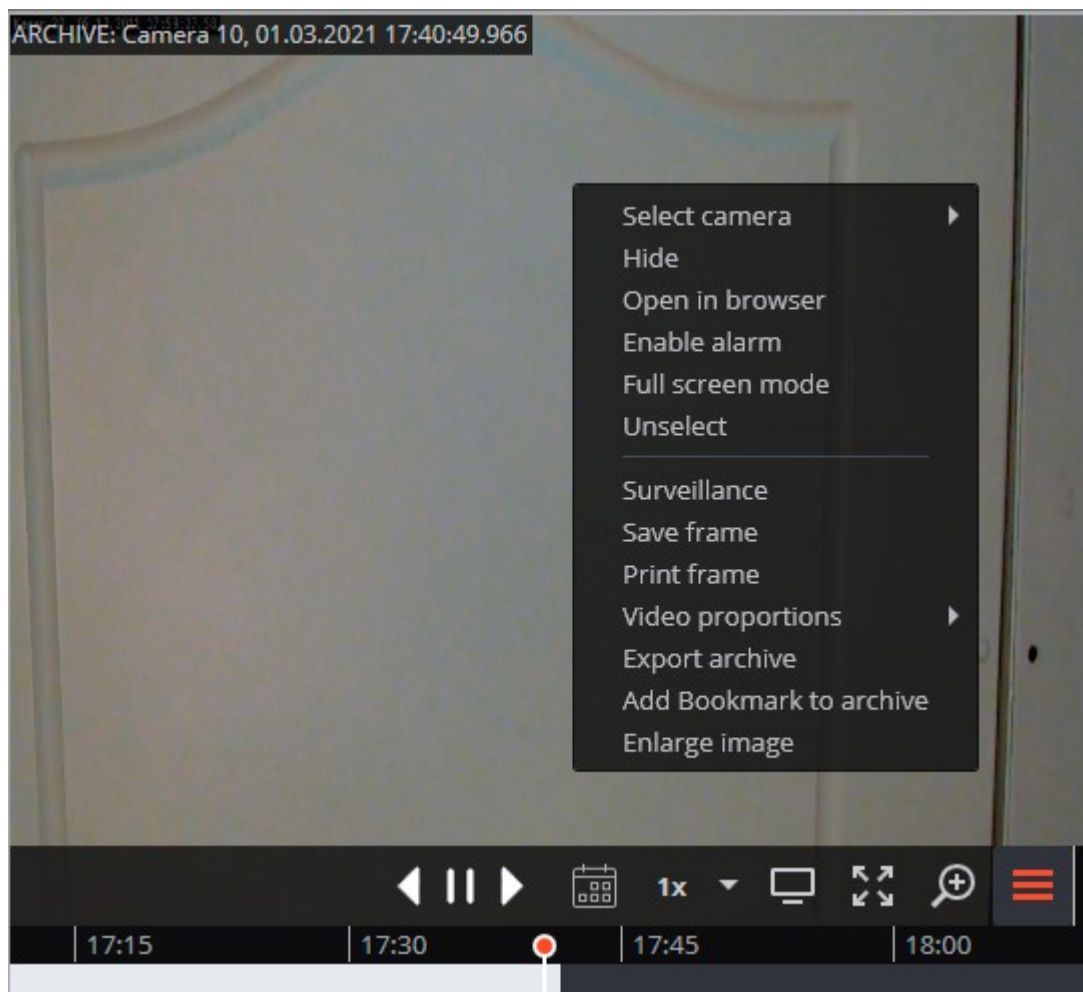 ARCHIVE: Camera 10, 01.03.2021 17:40:49.966
Select camera
Hide
Open in browser
Enable alarm
Full screen mode
Unselect
Surveillance
Save frame
Print frame
Video proportions
Export archive
Add Bookmark to archive
Enlarge image
1x
17:15 17:30 17:45 18:00